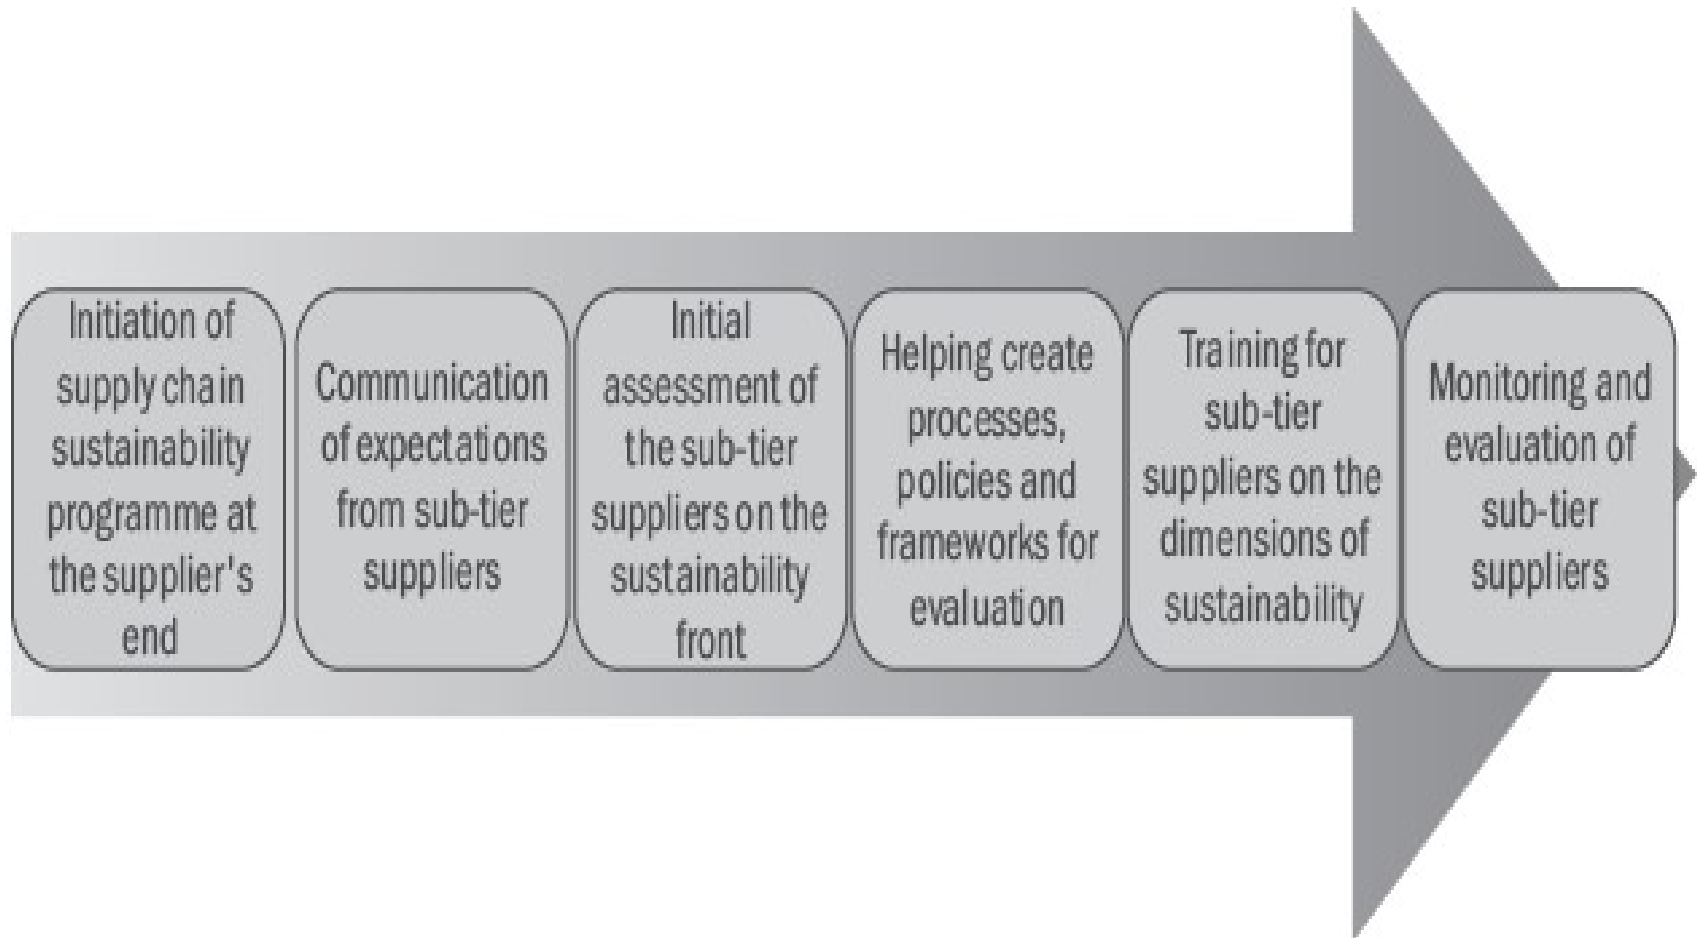 Initiation of
supply chain
sustainability
programme at
the supplier's
end
Communication
of expectations
from sub-tier
suppliers
Initial
assessment of
the sub-tier
suppliers on the
sustainability
front
Helping create
processes,
policies and
frameworks for
evaluation
Training for
sub-tier
suppliers on the
dimensions of
sustainability
Monitoring and
evaluation of
sub-tier
suppliers